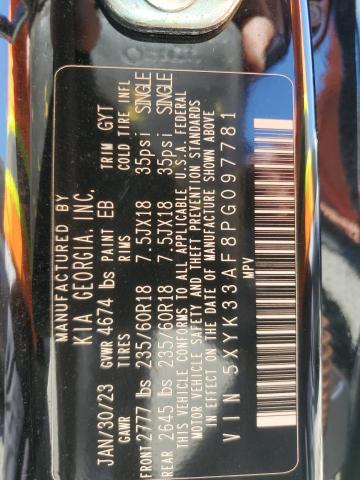 MANUFACTURED BY
KIA GEORGIA, INC.
JAN/30/23 GVWR 4674 lbs PAINT EB TRIM GYT
GAWR TIRES RIMS COLD TIRE INFL
FRONT 2777 lbs 235/60R18 7.5JX18 35psi SINGLE
REAR 2645 lbs 235/60R18 7.5JX18 35psi SINGLE
THIS VEHICLE CONFORMS TO ALL APPLICABLE U.S.A. FEDERAL
MOTOR VEHICLE SAFETY AND THEFT PREVENTION STANDARDS
IN EFFECT ON THE DATE OF MANUFACTURE SHOWN ABOVE
VIN 5XYK33AF8PG097781
MPV